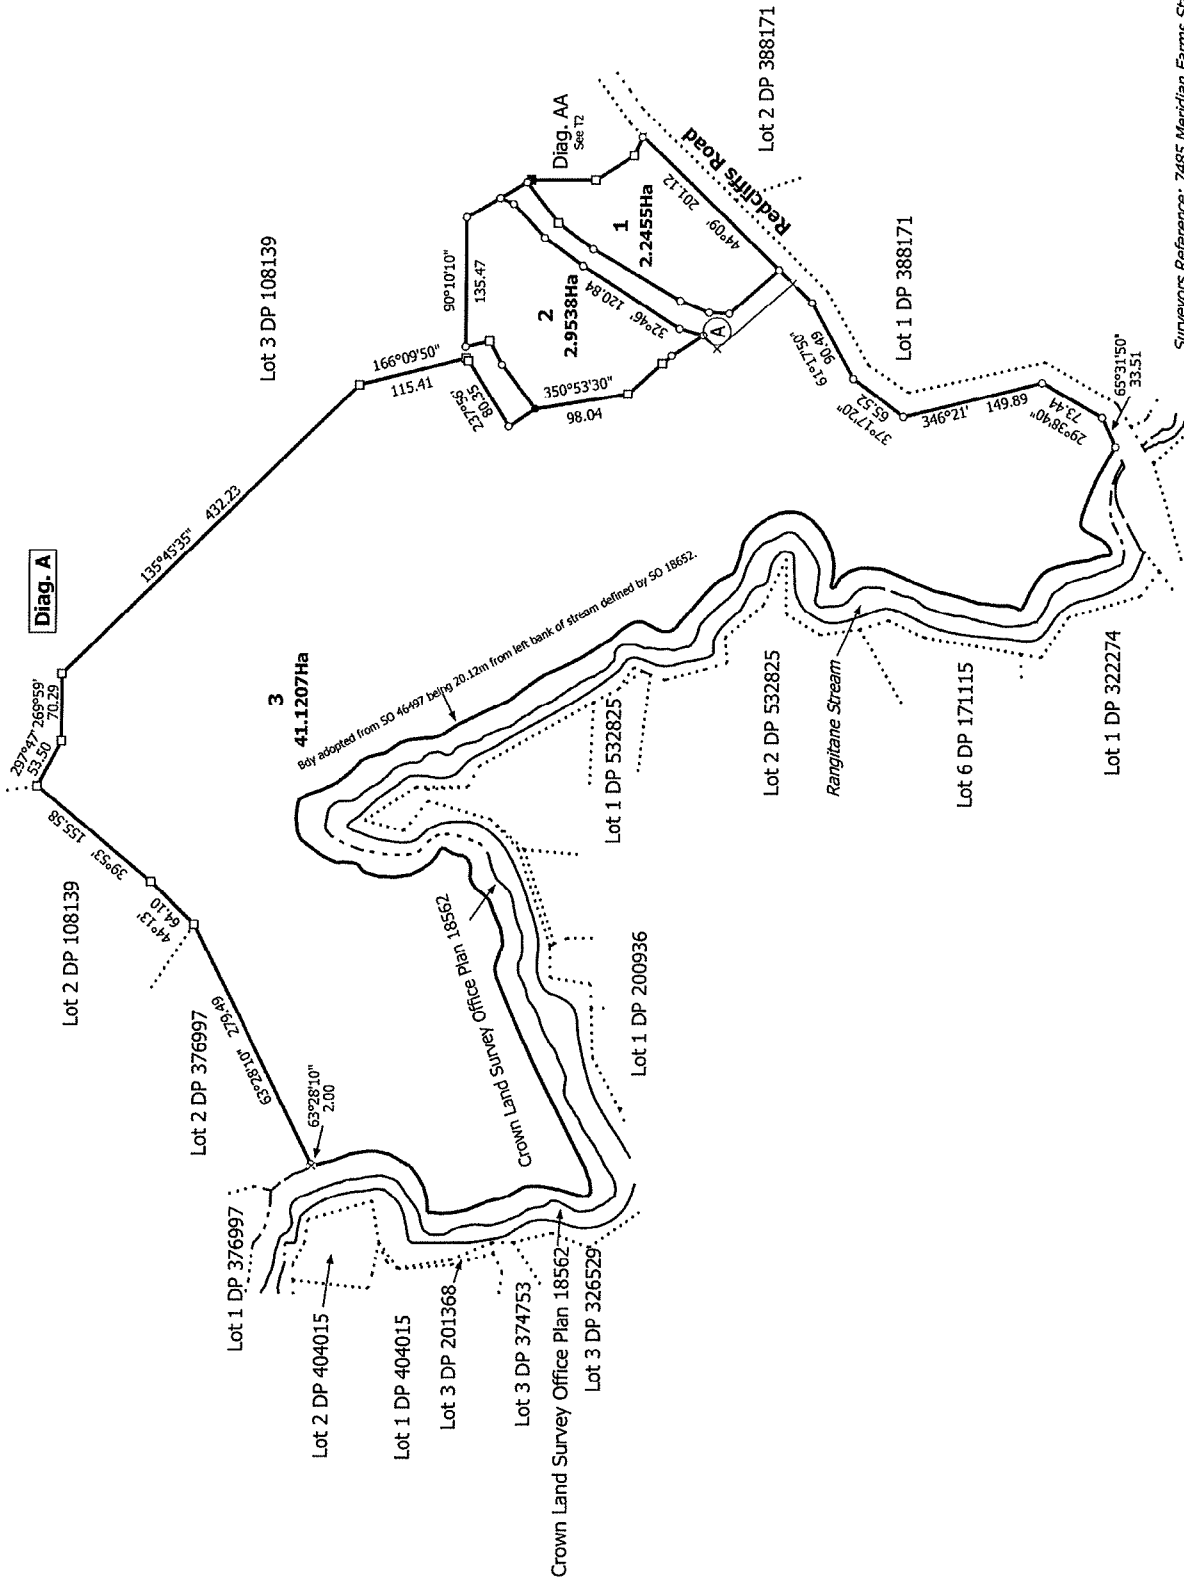 Diag. A
Lot 3 DP 108139
297°47'
53.50
269°59'
70.29
135°45'35" 432.23
166°09'50"
115.41
90°10'10"
135.47
Diag. AA
See T2
39°53' 155.58
44°13'
64.10
Lot 2 DP 108139
63°28'10" 279.49
Lot 2 DP 376997
63°28'10"
2.00
Lot 1 DP 376997
237°56'
80.35
350°53'30"
98.04
2
2.9538Ha
32°46' 120.84
1
2.2455Ha
44°09' 201.12
Redcliffs Road
Lot 2 DP 388171
A
61°17'50"
90.49
37°17'20"
65.52
346°21' 149.89
29°38'40"
73.44
65°31'50"
33.51
Lot 1 DP 388171
3
41.1207Ha
Bdy adopted from SO 46497 being 20.12m from left bank of stream defined by SO 18652.
Crown Land Survey Office Plan 18562
Lot 2 DP 404015
Lot 1 DP 404015
Lot 3 DP 201368
Lot 3 DP 374753
Crown Land Survey Office Plan 18562
Lot 3 DP 326529
Lot 1 DP 200936
Lot 1 DP 532825
Lot 2 DP 532825
Rangitane Stream
Lot 6 DP 171115
Lot 1 DP 322274
Surveyors Reference: 7485 Meridian Farms